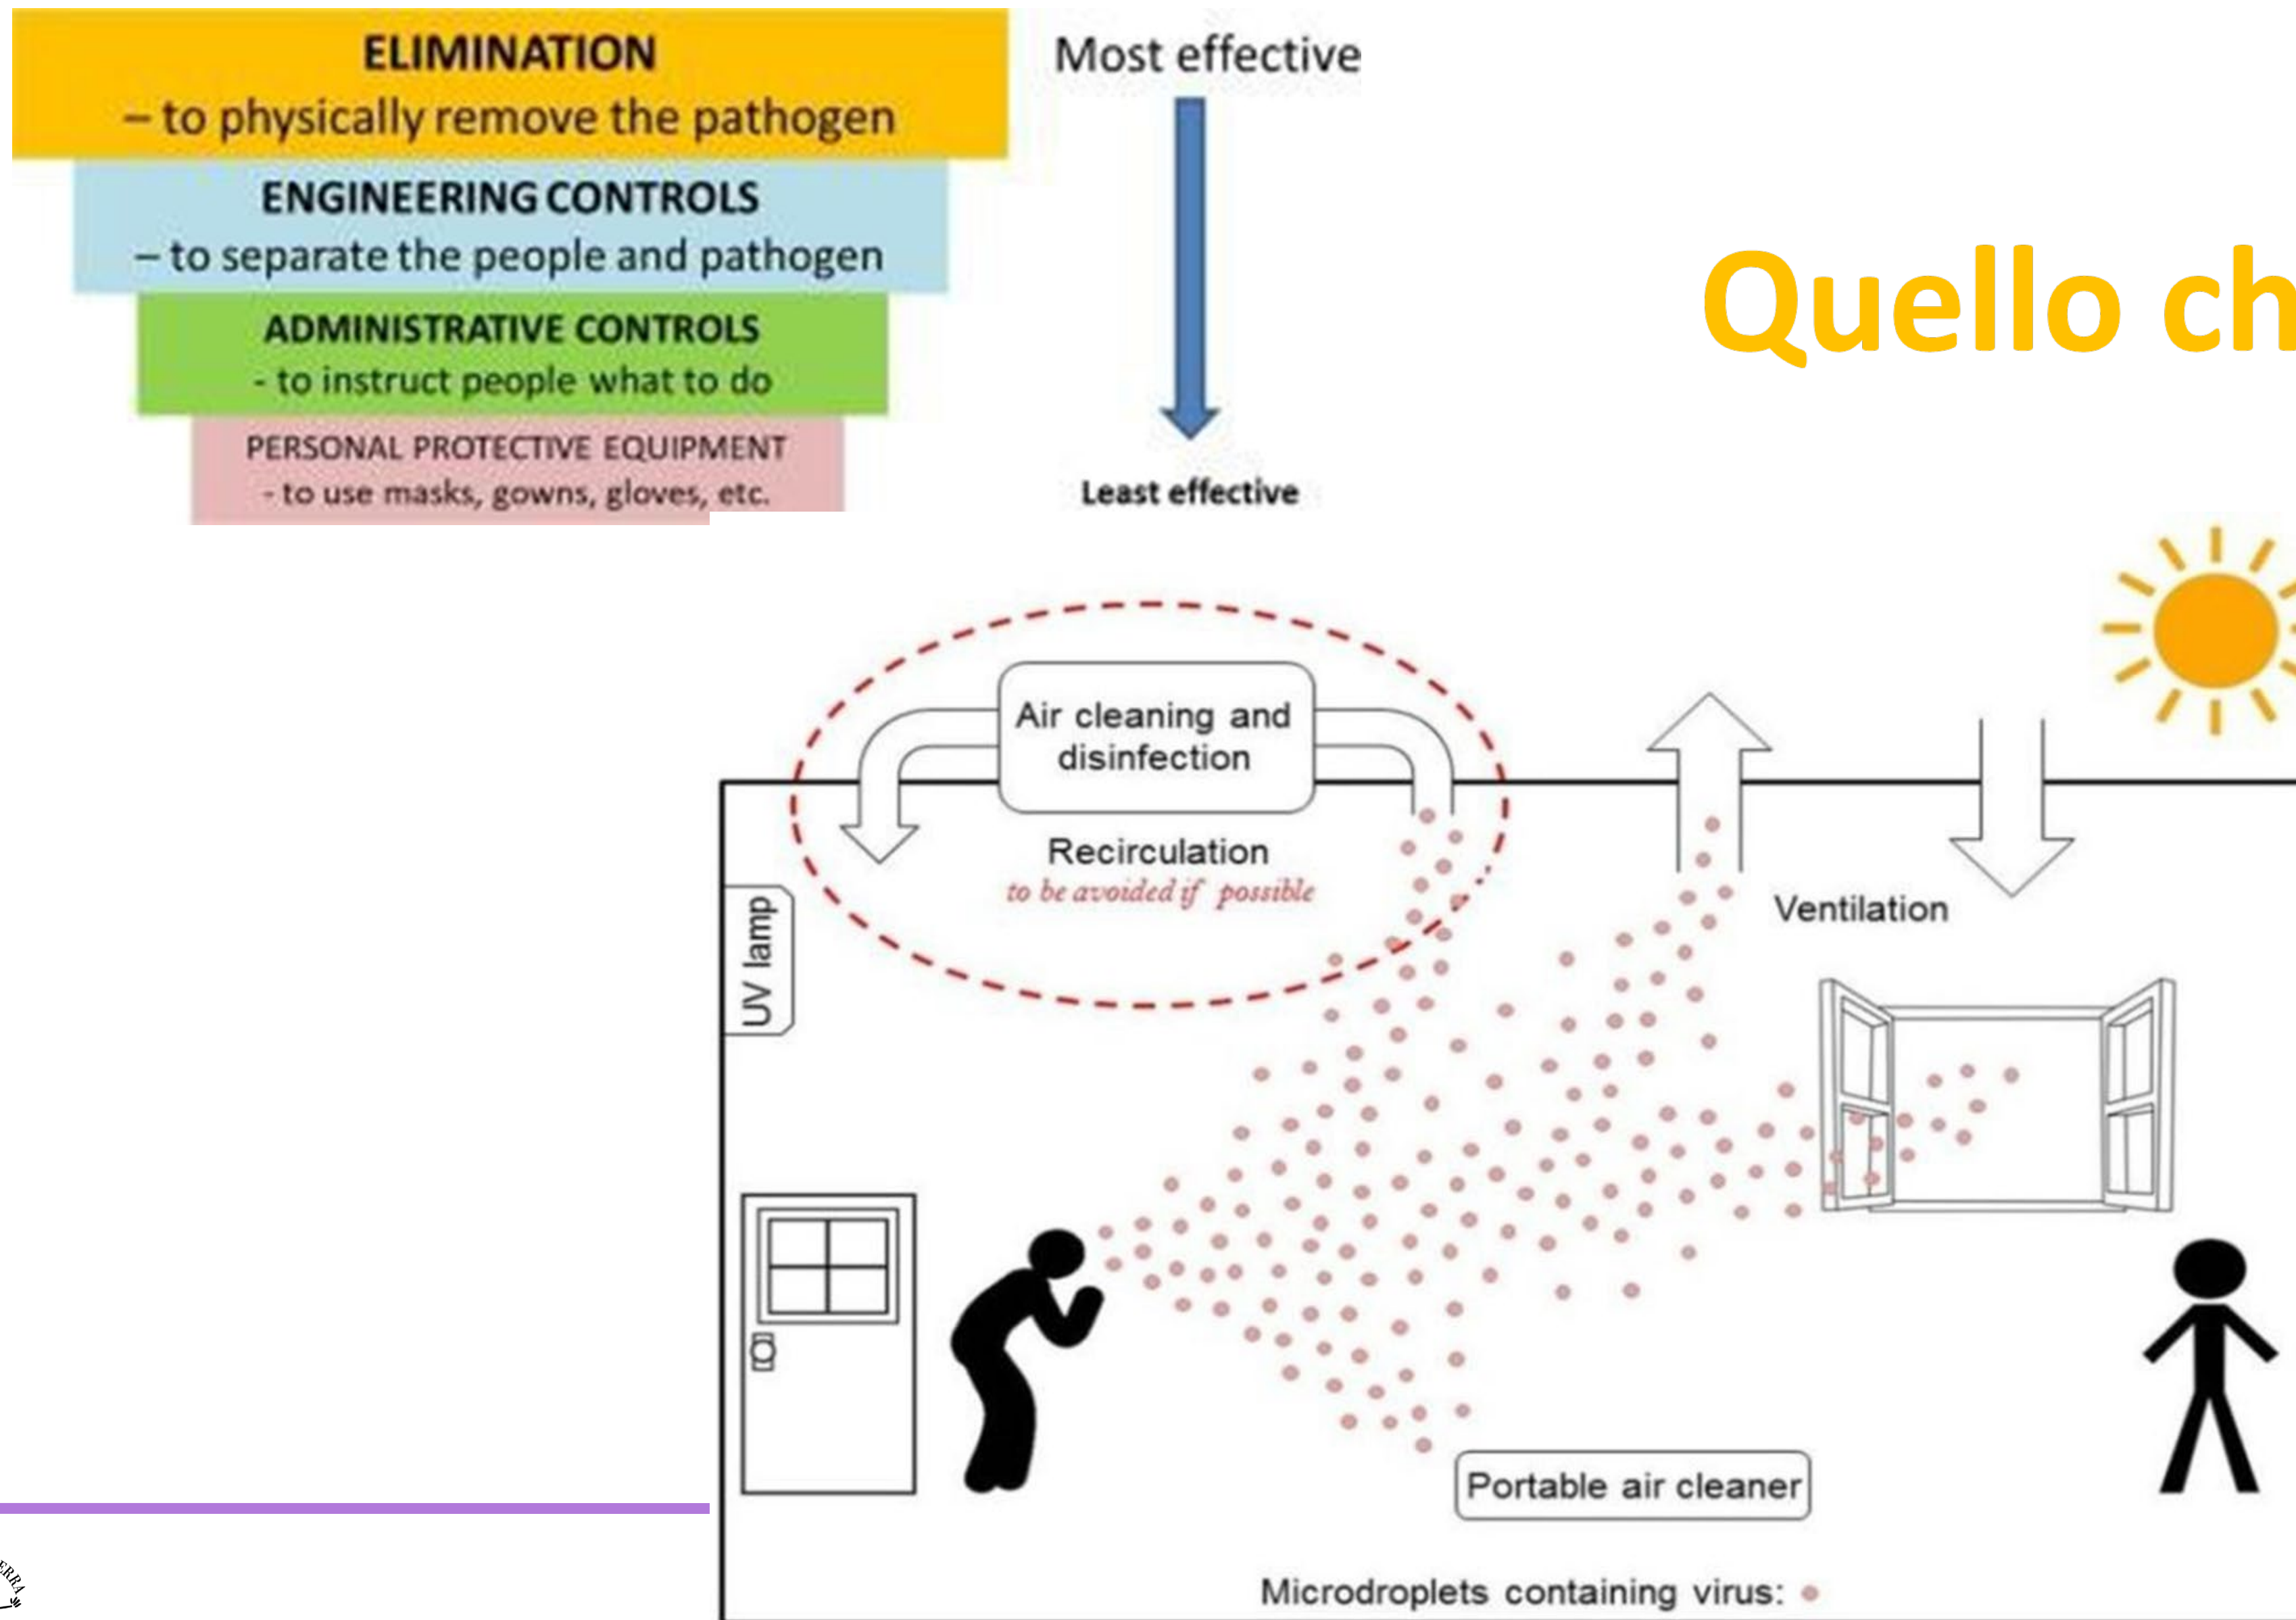 ELIMINATION
– to physically remove the pathogen
ENGINEERING CONTROLS
– to separate the people and pathogen
ADMINISTRATIVE CONTROLS
- to instruct people what to do
PERSONAL PROTECTIVE EQUIPMENT
- to use masks, gowns, gloves, etc.
Most effective
Least effective
Quello ch
Air cleaning and
disinfection
Recirculation
to be avoided if possible
UV lamp
Ventilation
Portable air cleaner
Microdroplets containing virus: